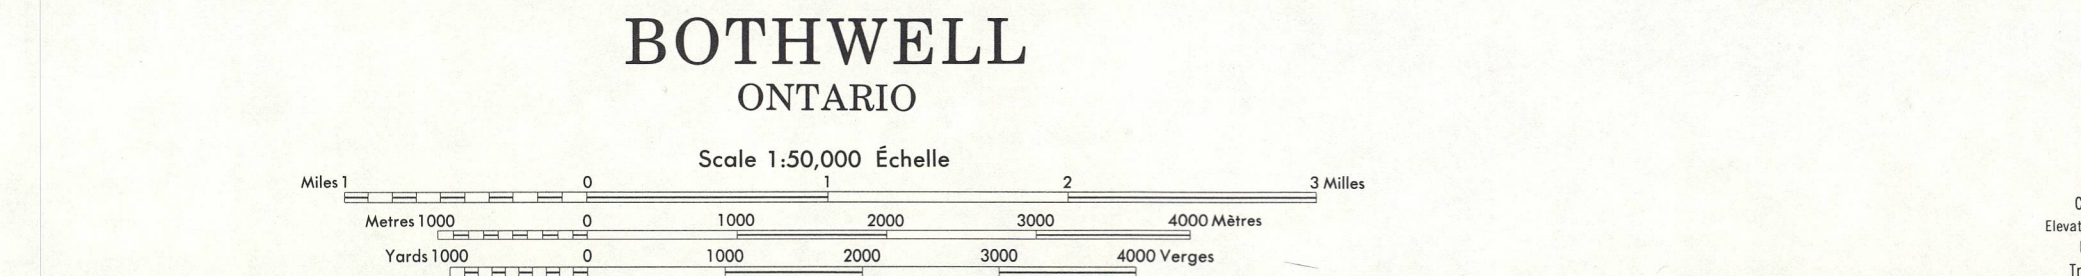 BOTHWELL
ONTARIO
Scale 1:50,000 Échelle
Miles 1 0 1 2 3 Milles
Metres 1000 0 1000 2000 3000 4000 Mètres
Yards 1000 0 1000 2000 3000 4000 Verges
Elevat